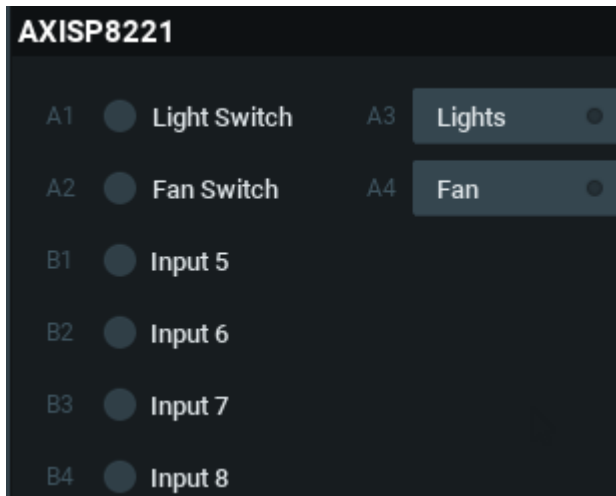 AXISP8221
A1 Light Switch A3 Lights
A2 Fan Switch A4 Fan
B1 Input 5
B2 Input 6
B3 Input 7
B4 Input 8